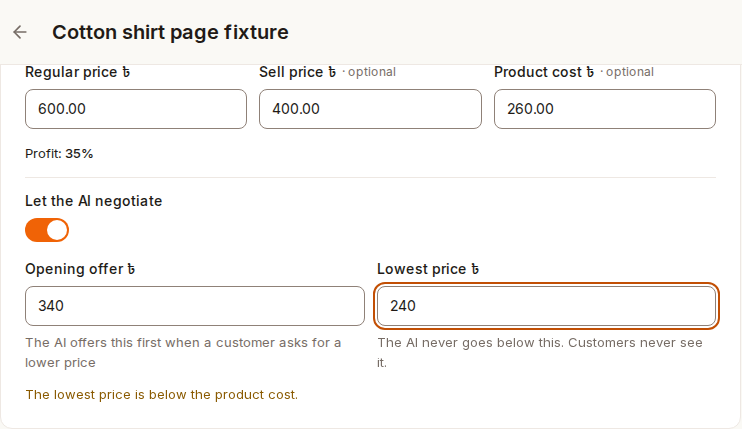 Cotton shirt page fixture
Regular price ৳
Sell price ৳ · optional
Product cost ৳ · optional
600.00
400.00
260.00
Profit: 35%
Let the AI negotiate
Opening offer ৳
Lowest price ৳
340
240
The AI offers this first when a customer asks for a
lower price
The AI never goes below this. Customers never see
it.
The lowest price is below the product cost.